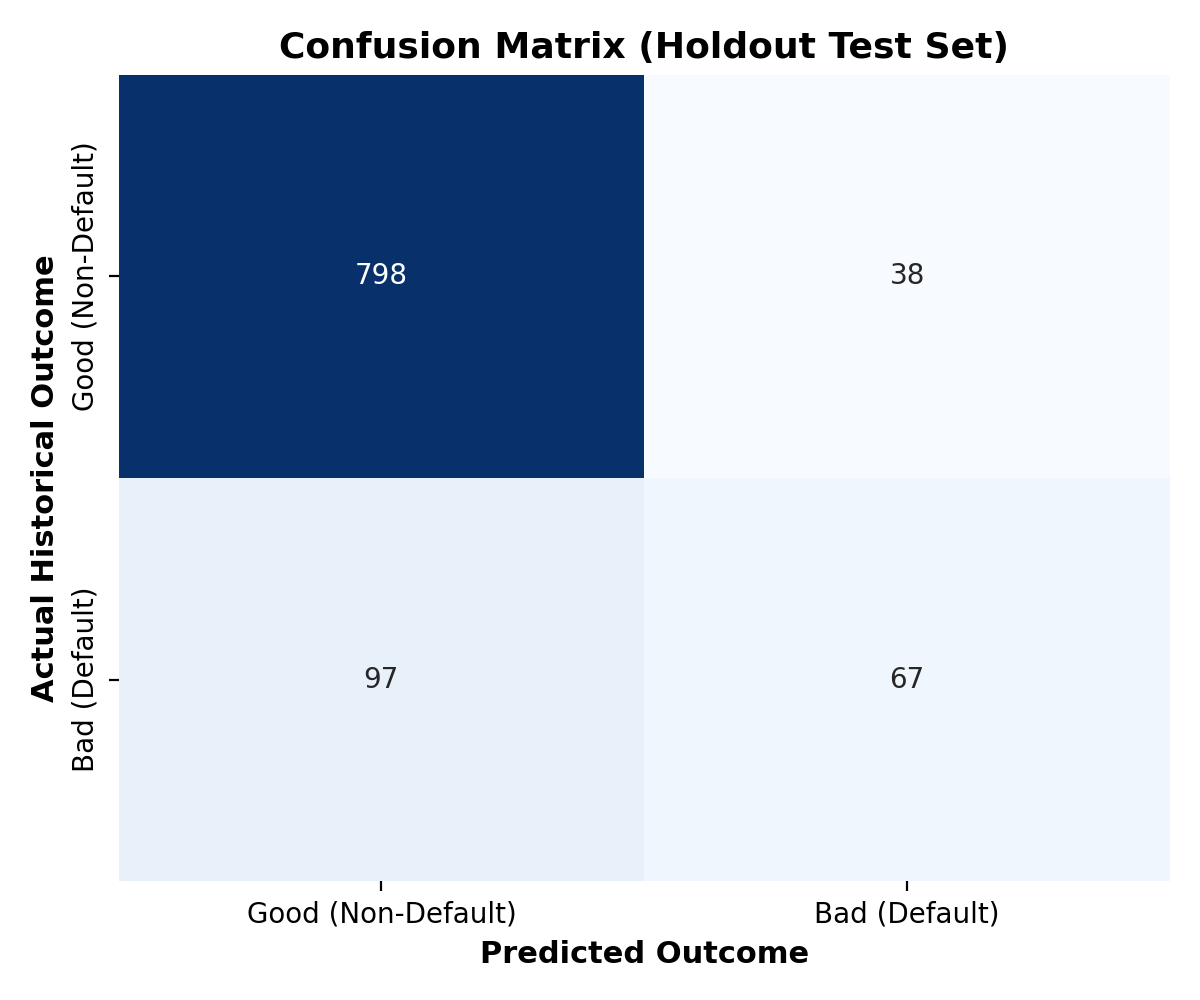 Confusion Matrix (Holdout Test Set)
Actual Historical Outcome
Good (Non-Default)
798
38
Bad (Default)
97
67
Good (Non-Default)
Bad (Default)
Predicted Outcome